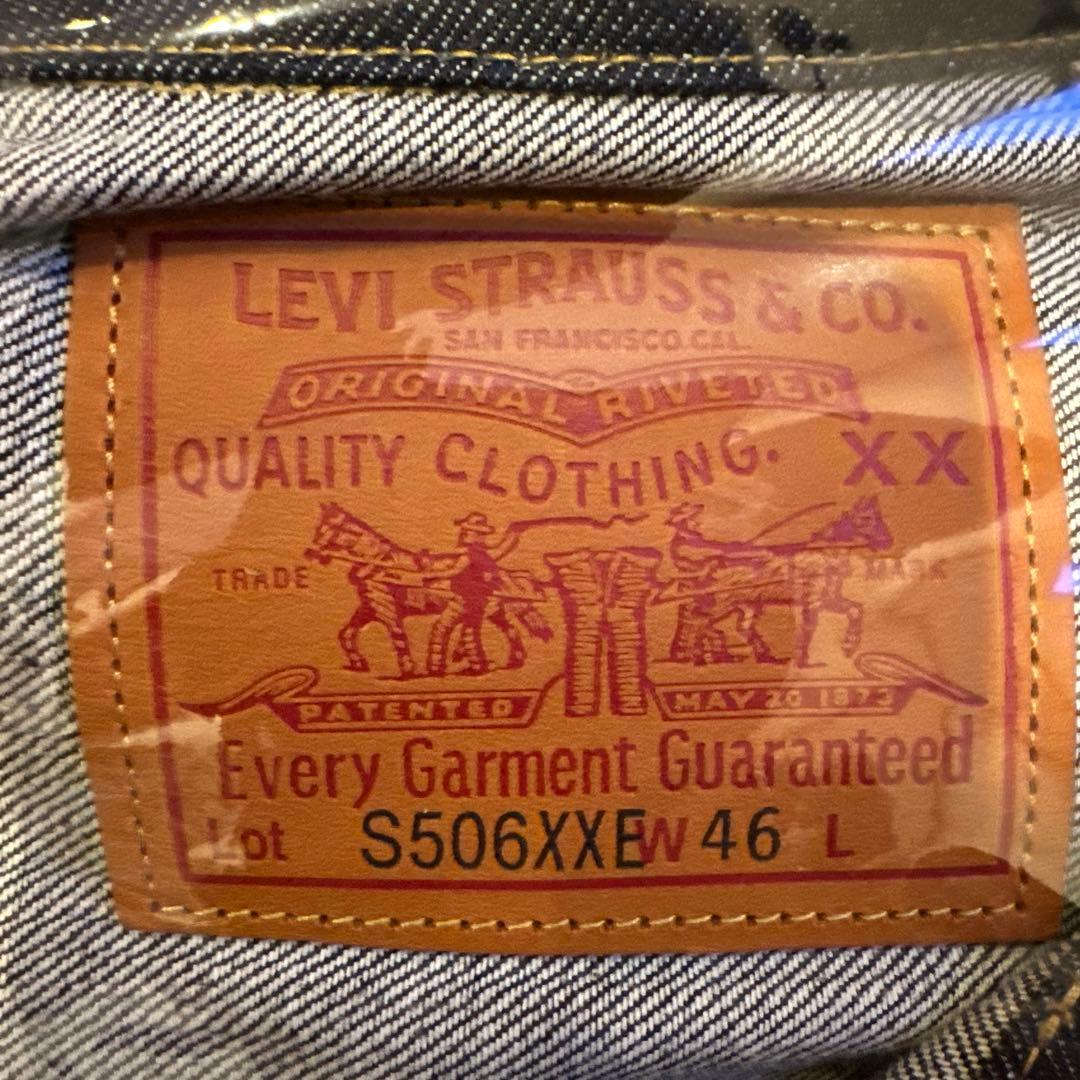 LEVI STRAUSS & CO.
SAN FRANCISCO CAL.
ORIGINAL RIVETED
QUALITY CLOTHING. XX
TRADE MARK
PATENTED MAY 20 1873
Every Garment Guaranteed
Lot S506XXE W 46 L